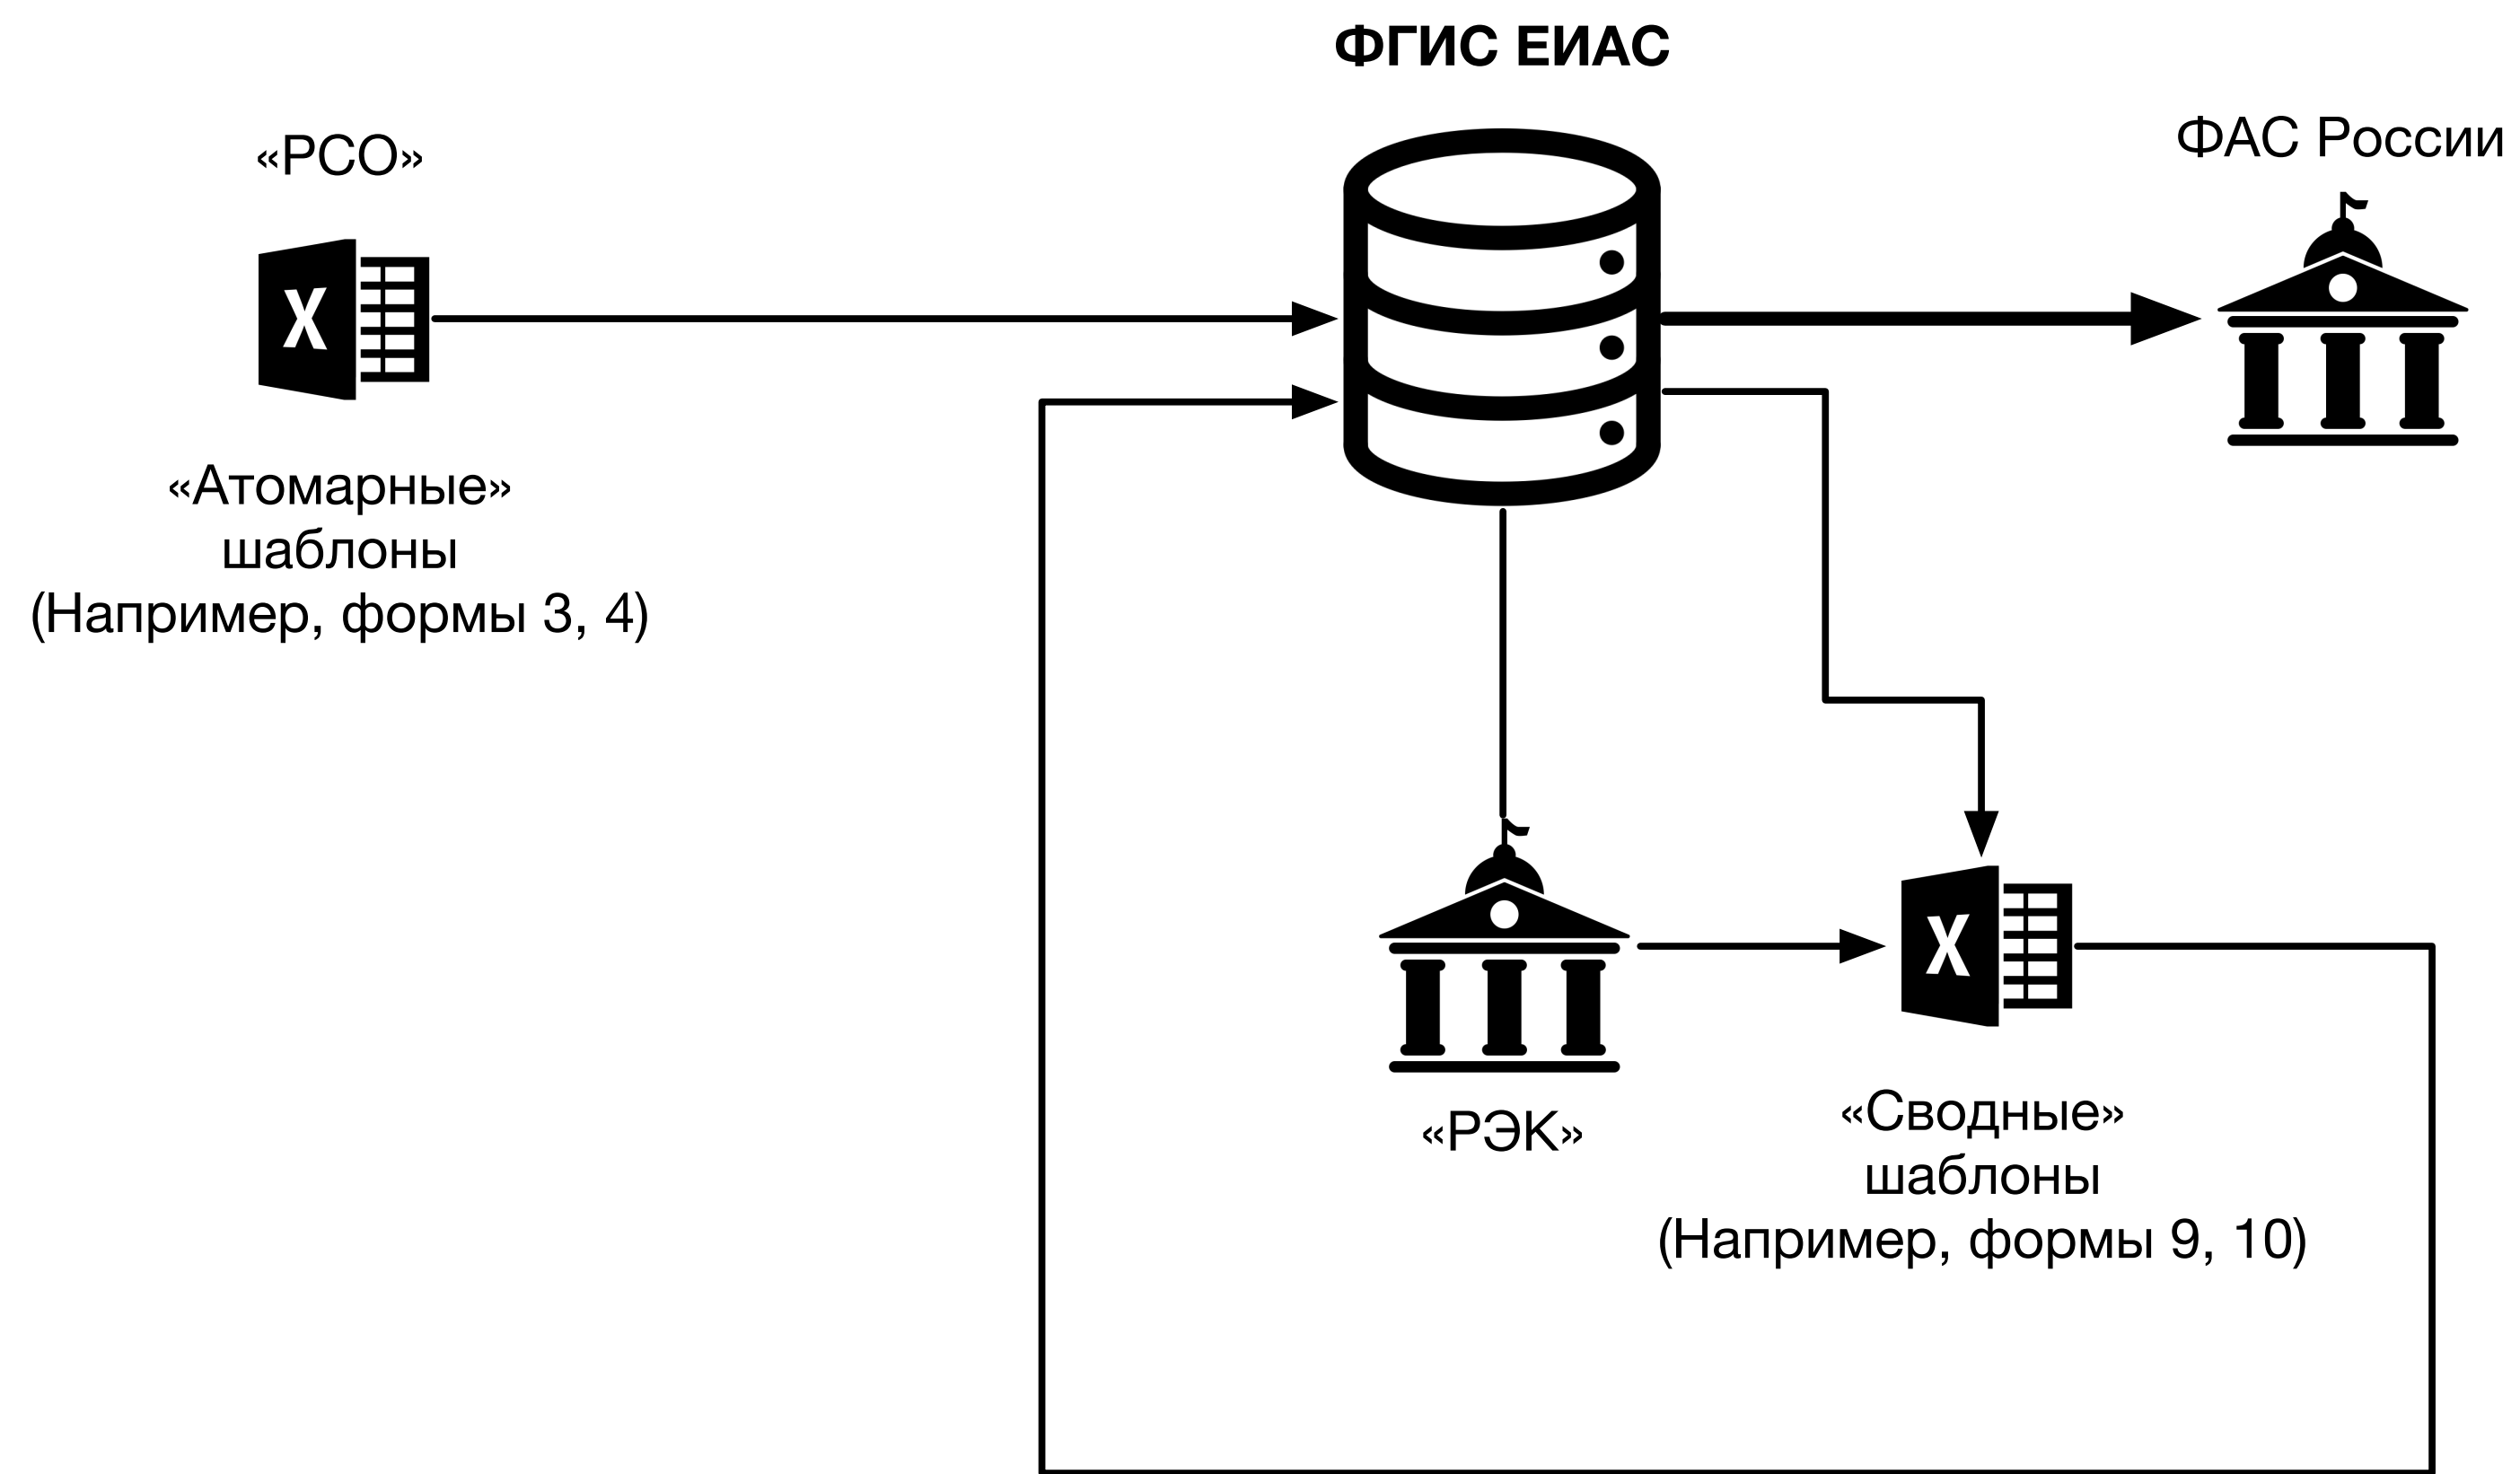 ФГИС ЕИАС
«РСО»
ФАС России
X
«Атомарные»
шаблоны
(Например, формы 3, 4)
X
«РЭК»
«Сводные»
шаблоны
(Например, формы 9, 10)